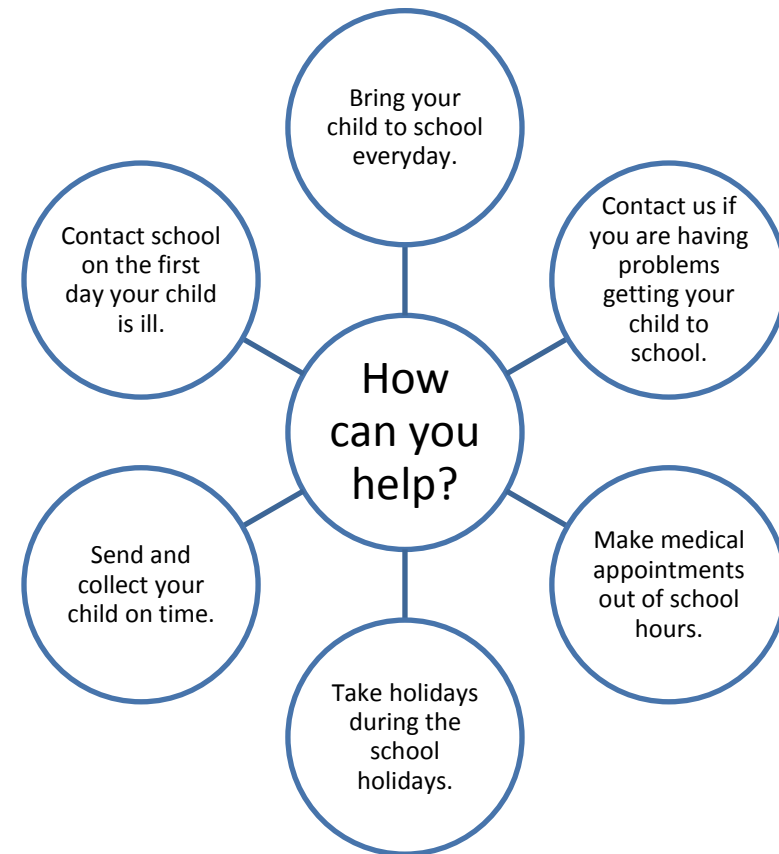 Bring your
child to school
everyday.
Contact us if
you are having
problems
getting your
child to
school.
Make medical
appointments
out of school
hours.
Take holidays
during the
school
holidays.
Send and
collect your
child on time.
Contact school
on the first
day your child
is ill.
How
can you
help?